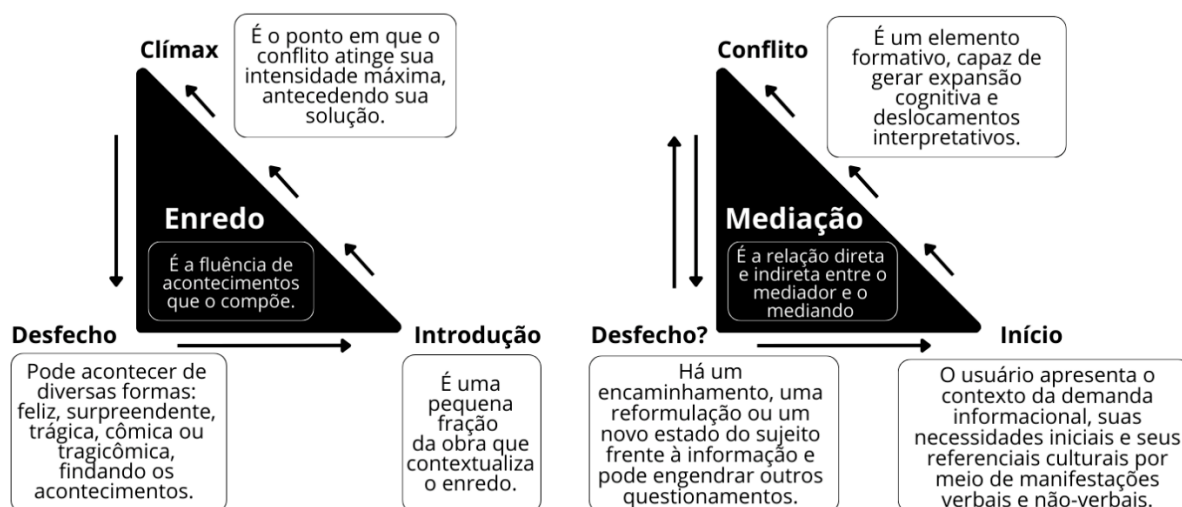 Clímax
É o ponto em que o
conflito atinge sua
intensidade máxima,
antecedendo sua
solução.
Enredo
É a fluência de
acontecimentos
que o compõe.
Desfecho
Pode acontecer de
diversas formas:
feliz, surpreendente,
trágica, cômica ou
tragicômica,
findando os
acontecimentos.
Introdução
É uma
pequena
fração
da obra que
contextualiza
o enredo.
Conflito
É um elemento
formativo, capaz de
gerar expansão
cognitiva e
deslocamentos
interpretativos.
Mediação
É a relação direta
e indireta entre o
mediador e o
mediando
Desfecho?
Há um
encaminhamento, uma
reformulação ou um
novo estado do sujeito
frente à informação e
pode engendrar outros
questionamentos.
Início
O usuário apresenta o
contexto da demanda
informacional, suas
necessidades iniciais e seus
referenciais culturais por
meio de manifestações
verbais e não-verbais.